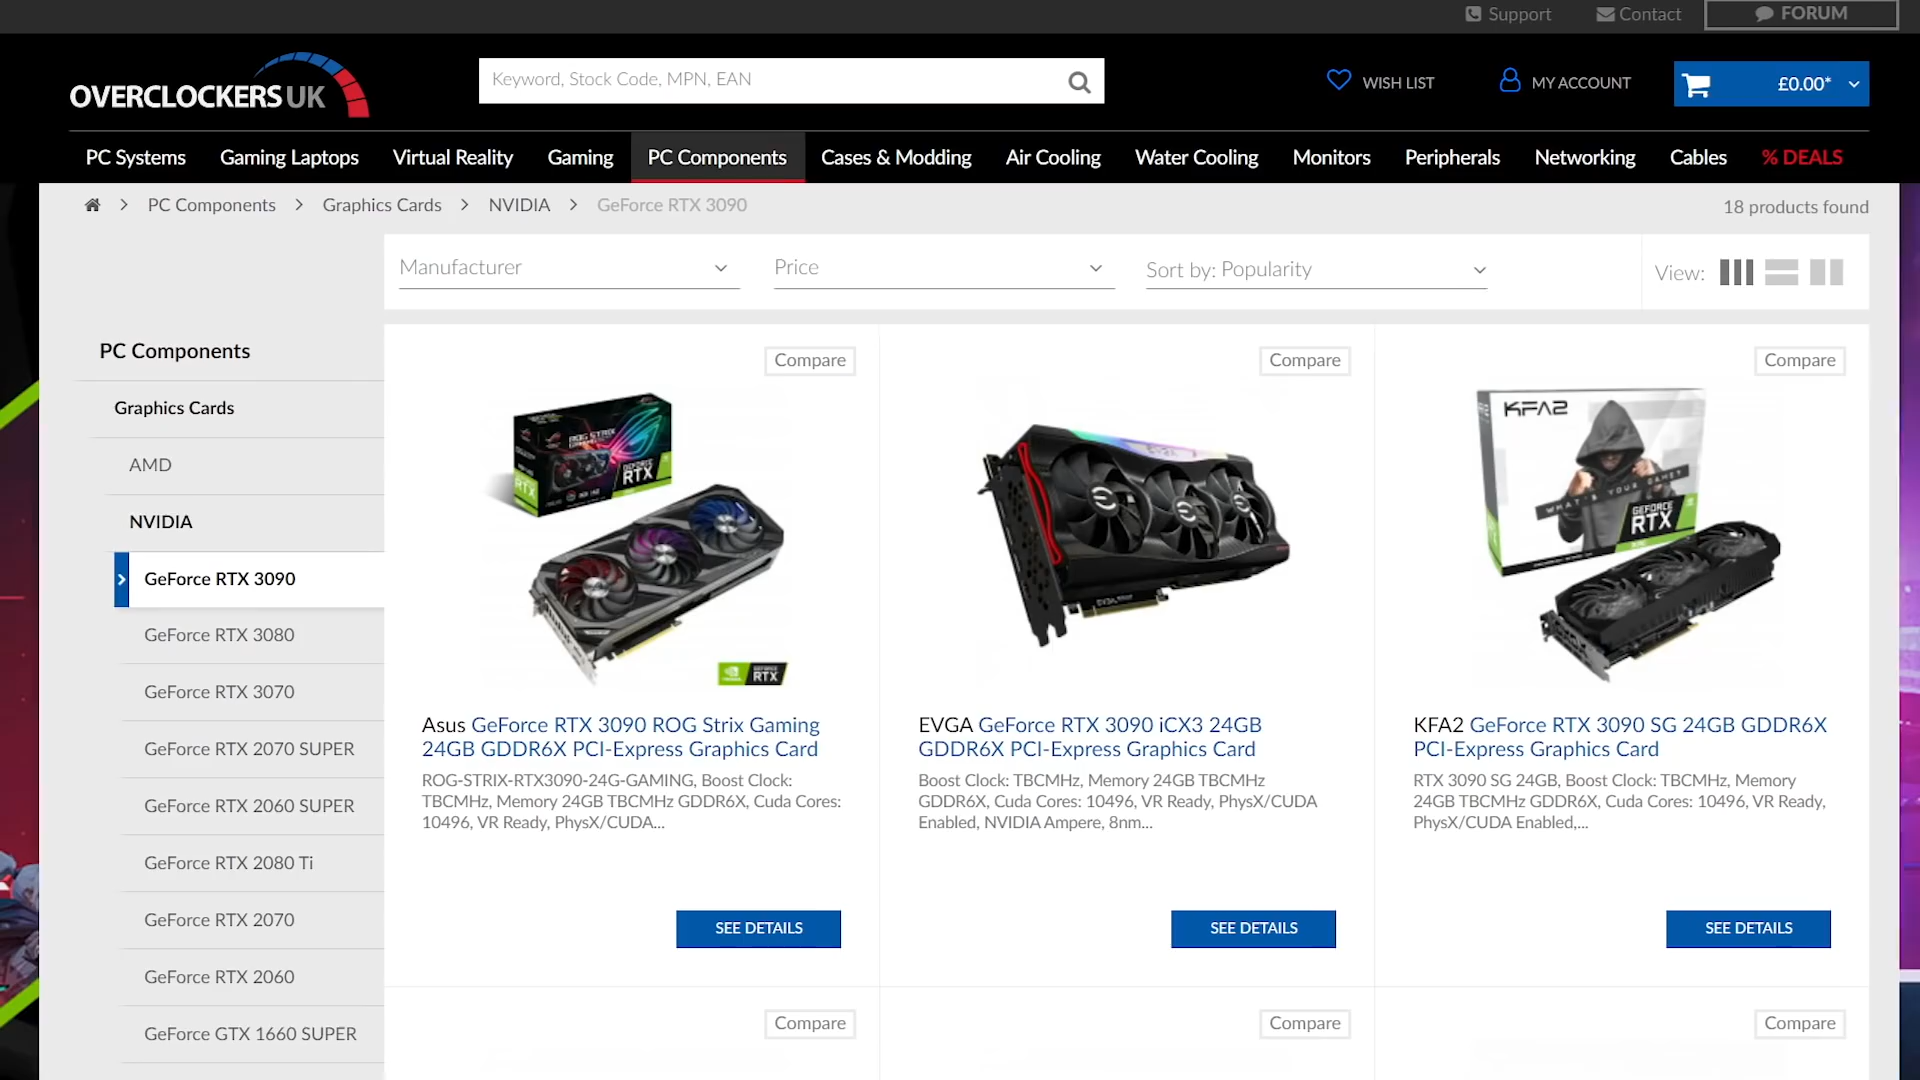 Support
Contact
FORUM
OVERCLOCKERS UK
Keyword, Stock Code, MPN, EAN
WISH LIST
MY ACCOUNT
£0.00*
PC Systems
Gaming Laptops
Virtual Reality
Gaming
PC Components
Cases & Modding
Air Cooling
Water Cooling
Monitors
Peripherals
Networking
Cables
% DEALS
PC Components
Graphics Cards
NVIDIA
GeForce RTX 3090
18 products found
Manufacturer
Price
Sort by: Popularity
View:
PC Components
Graphics Cards
AMD
NVIDIA
GeForce RTX 3090
GeForce RTX 3080
GeForce RTX 3070
GeForce RTX 2070 SUPER
GeForce RTX 2060 SUPER
GeForce RTX 2080 Ti
GeForce RTX 2070
GeForce RTX 2060
GeForce GTX 1660 SUPER
Compare
ROG STRIX
GEFORCE
RTX
GEFORCE
RTX
Asus GeForce RTX 3090 ROG Strix Gaming
24GB GDDR6X PCI-Express Graphics Card
ROG-STRIX-RTX3090-24G-GAMING, Boost Clock:
TBCMHz, Memory 24GB TBCMHz GDDR6X, Cuda Cores:
10496, VR Ready, PhysX/CUDA...
SEE DETAILS
Compare
EVGA GeForce RTX 3090 iCX3 24GB
GDDR6X PCI-Express Graphics Card
Boost Clock: TBCMHz, Memory 24GB TBCMHz
GDDR6X, Cuda Cores: 10496, VR Ready, PhysX/CUDA
Enabled, NVIDIA Ampere, 8nm...
SEE DETAILS
Compare
KFA2
WHAT'S YOUR GAME?
GEFORCE
RTX
KFA2 GeForce RTX 3090 SG 24GB GDDR6X
PCI-Express Graphics Card
RTX 3090 SG 24GB, Boost Clock: TBCMHz, Memory
24GB TBCMHz GDDR6X, Cuda Cores: 10496, VR Ready,
PhysX/CUDA Enabled,...
SEE DETAILS
Compare
Compare
Compare